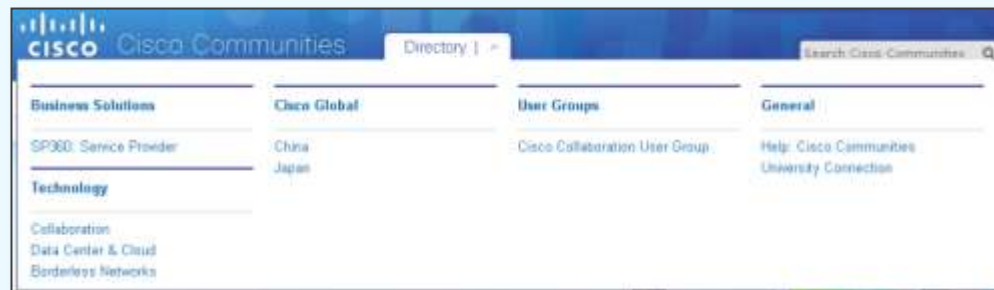 CISCO Cisco Communities Directory |
Search Cisco Communities
Business Solutions
SP360: Service Provider
Technology
Collaboration
Data Center & Cloud
Borderless Networks
Cisco Global
China
Japan
User Groups
Cisco Collaboration User Group
General
Help: Cisco Communities
University Connection